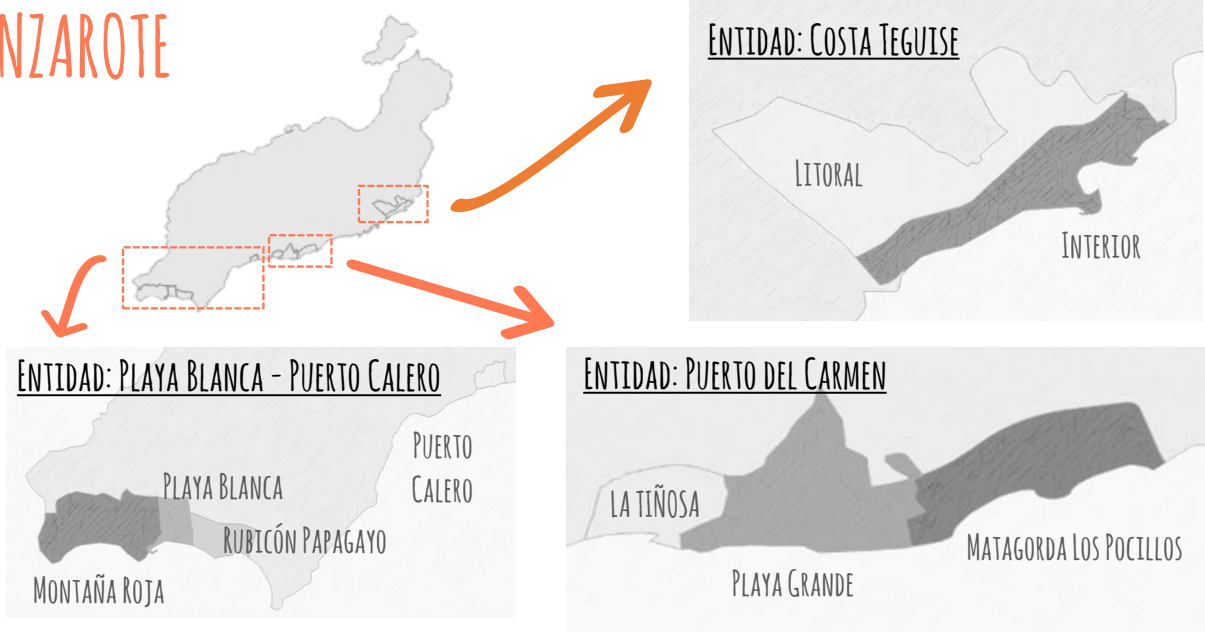 NZAROTE
Entidad: Costa Teguise
Litoral
Interior
Entidad: Playa Blanca - Puerto Calero
Puerto
Calero
Playa Blanca
Rubicón Papagayo
Montaña Roja
Entidad: Puerto del Carmen
La tiñosa
Matagorda Los Pocillos
Playa Grande